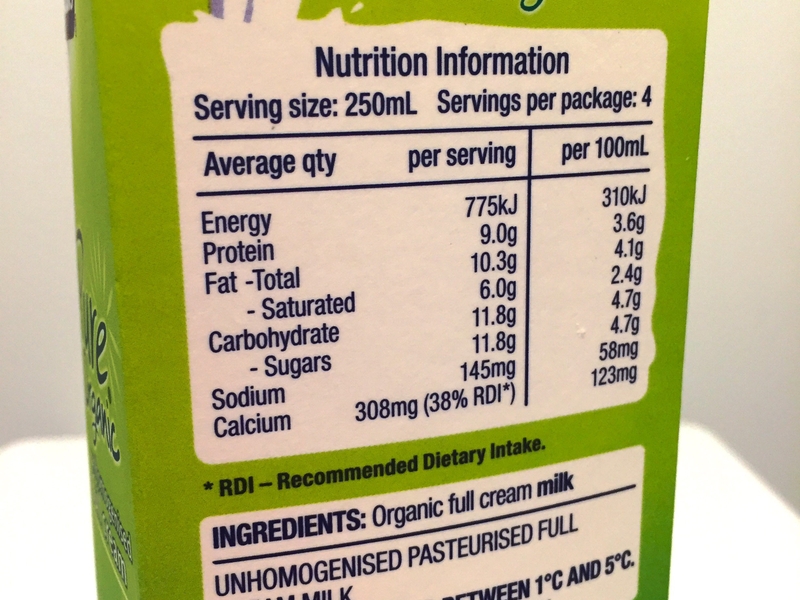 Nutrition Information
Serving size: 250mL Servings per package: 4
Average qty per serving per 100mL
Energy 775kJ 310kJ
Protein 9.0g 3.6g
Fat -Total 10.3g 4.1g
- Saturated 6.0g 2.4g
Carbohydrate 11.8g 4.7g
- Sugars 11.8g 4.7g
Sodium 145mg 58mg
Calcium 308mg (38% RDI*) 123mg
* RDI – Recommended Dietary Intake.
INGREDIENTS: Organic full cream milk
UNHOMOGENISED PASTEURISED FULL
MILK
BETWEEN 1°C AND 5°C.
organic